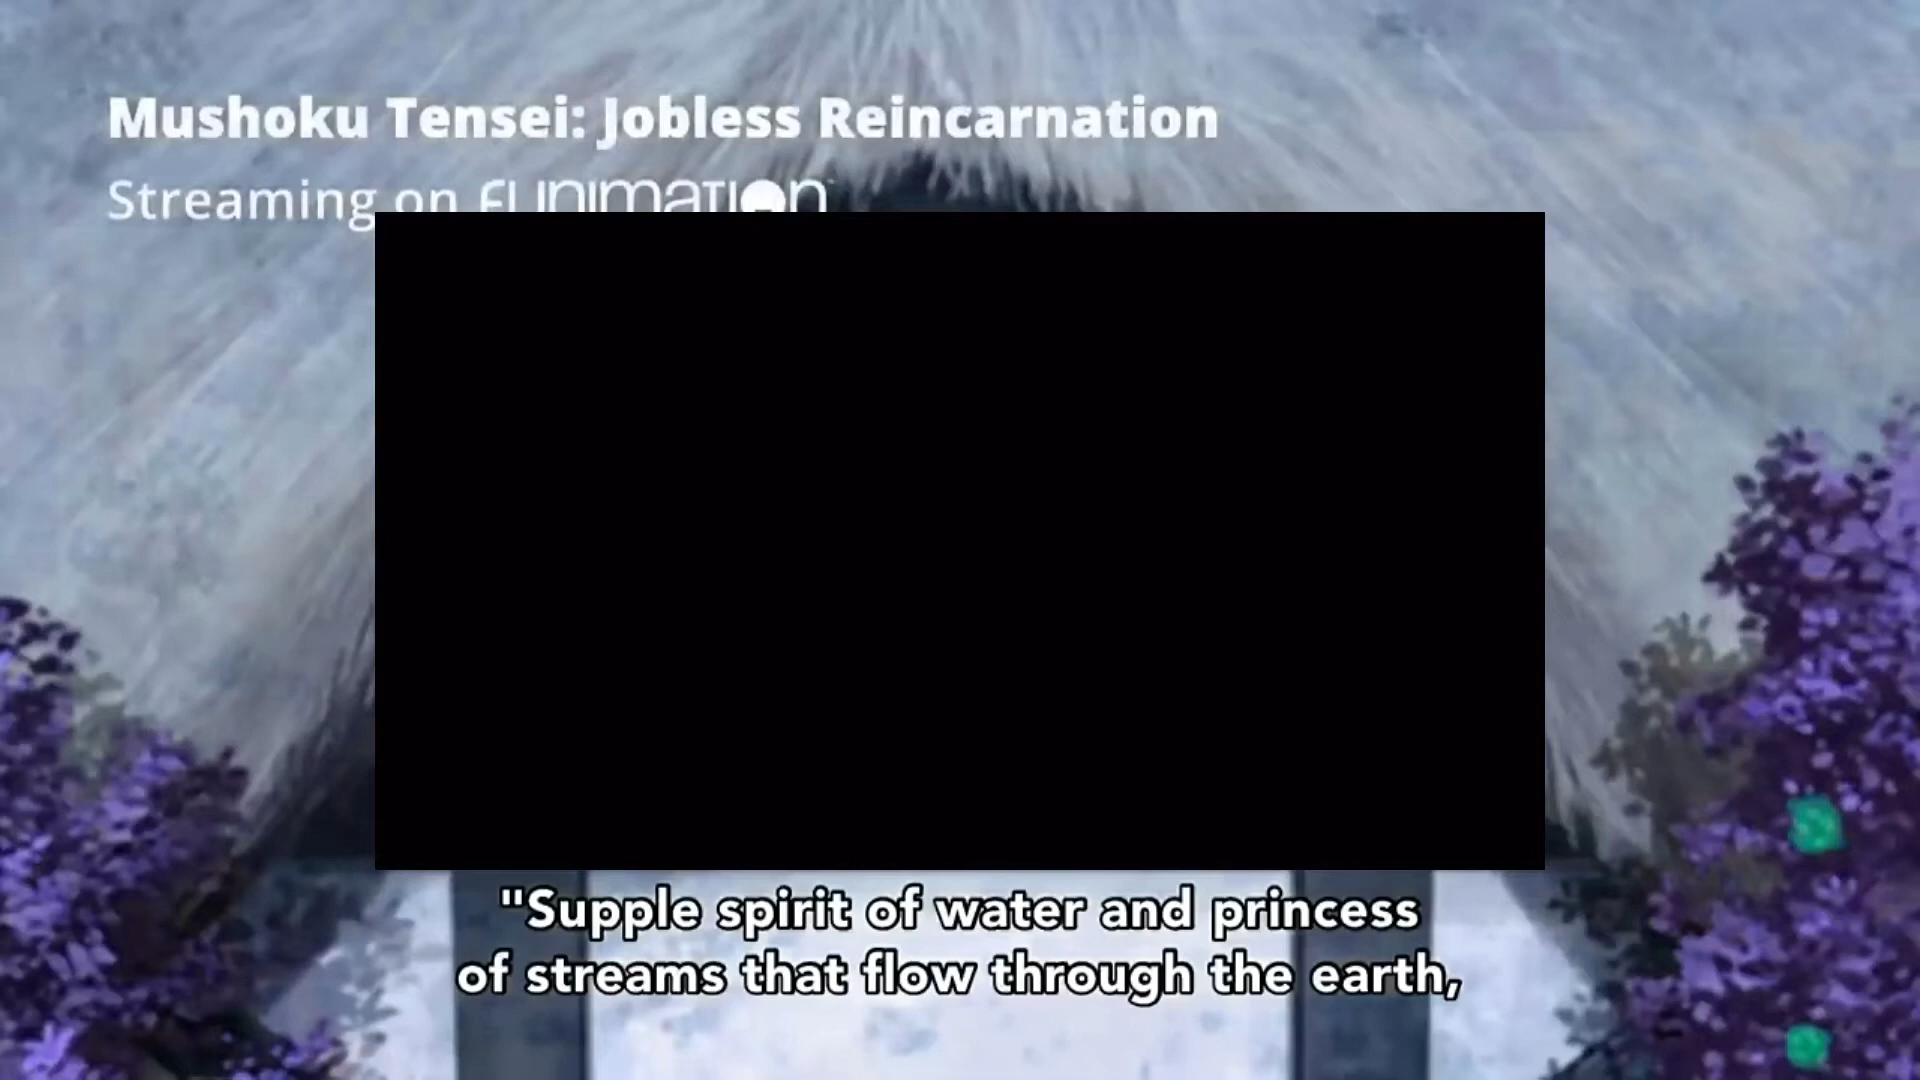 Mushoku Tensei: Jobless Reincarnation
Streaming on FUNIMATION
"Supple spirit of water and princess
of streams that flow through the earth,